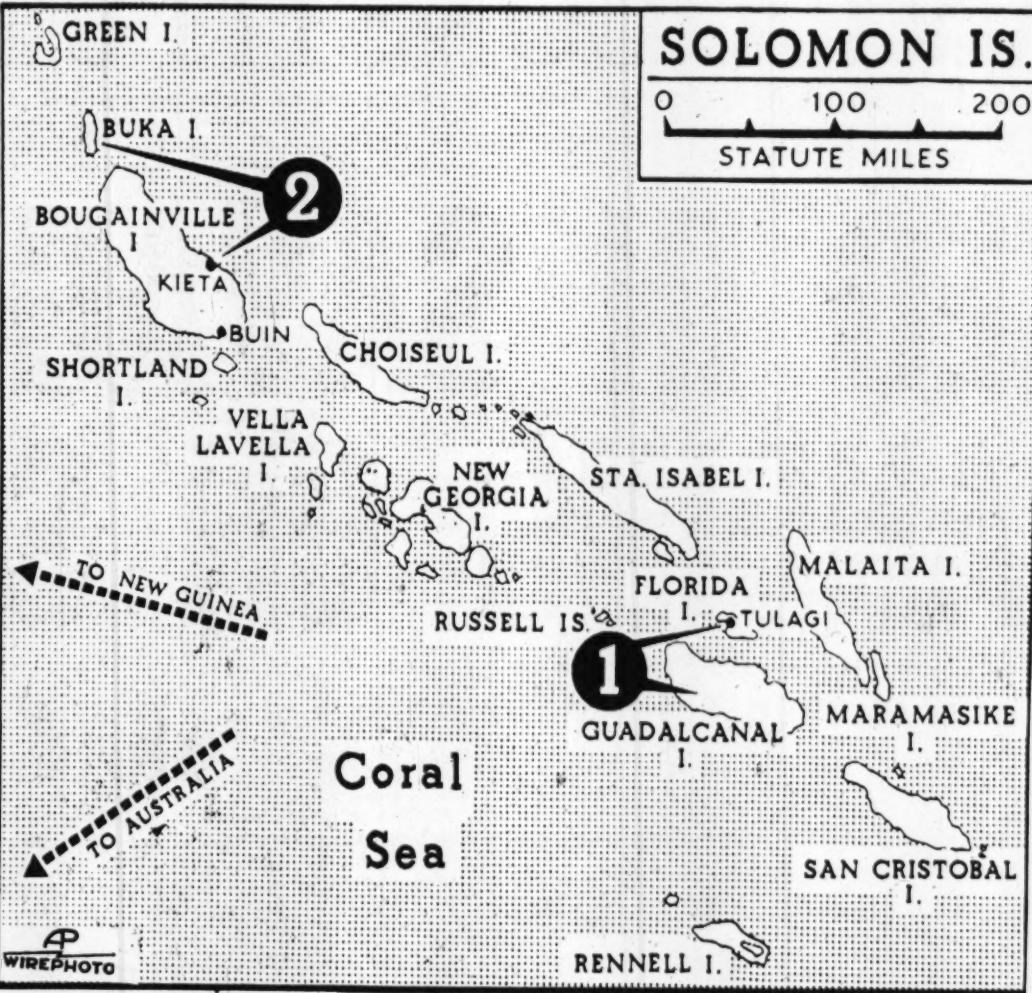 GREEN I.
SOLOMON IS.
0 100 200
STATUTE MILES
BUKA I.
2
BOUGAINVILLE
I
KIETA
BUIN
SHORTLAND
I.
CHOISEUL I.
VELLA
LAVELLA
I.
NEW
GEORGIA
I.
STA. ISABEL I.
TO NEW GUINEA
FLORIDA
I.
MALAITA I.
RUSSELL IS.
TULAGI
1
GUADALCANAL
I.
MARAMASIKE
I.
TO AUSTRALIA
Coral
Sea
SAN CRISTOBAL
I.
RENNELL I.
AP
WIREPHOTO